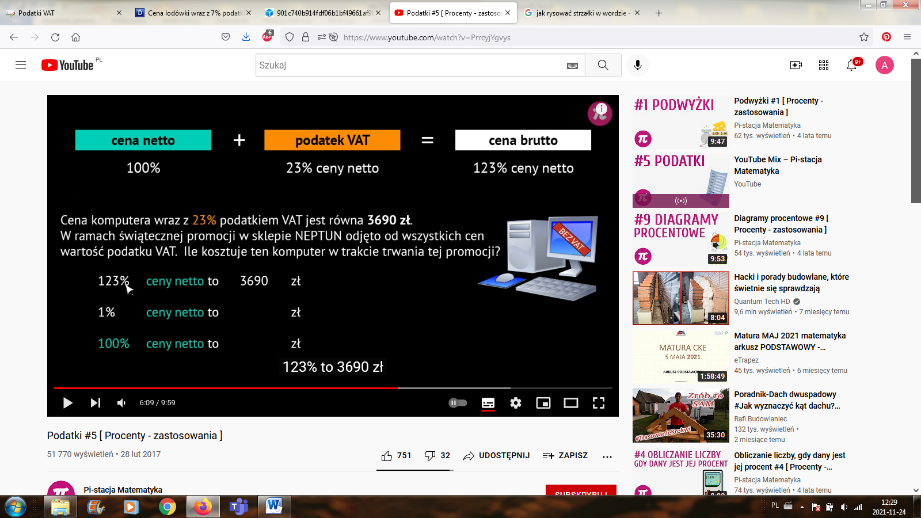 Podatki VAT
Cena lodówki wraz z 7% podatk
901c740b914fdf06b1bf49661af9
Podatki #5 [ Procenty - zastosow
jak rysować strzałki w wordzie -
https://www.youtube.com/watch?v=PrrcyjYgvys
YouTube PL
Szukaj
9+
A
cena netto + podatek VAT = cena brutto
100% 23% ceny netto 123% ceny netto
Cena komputera wraz z 23% podatkiem VAT jest równa 3690 zł.
W ramach świątecznej promocji w sklepie NEPTUN odjęto od wszystkich cen
wartość podatku VAT. Ile kosztuje ten komputer w trakcie trwania tej promocji?
BEZ VAT
123% ceny netto to 3690 zł
1% ceny netto to zł
100% ceny netto to zł
123% to 3690 zł
6:09 / 9:59
Podatki #5 [ Procenty - zastosowania ]
51 770 wyświetleń • 28 lut 2017
751
32
UDOSTĘPNIJ
ZAPISZ
Pi-stacja Matematyka
SUBSKRYBUJ
#1 PODWYŻKI
9:47
Podwyżki #1 [ Procenty -
zastosowania ]
Pi-stacja Matematyka
62 tys. wyświetleń • 4 lata temu
#5 PODATKI
YouTube Mix – Pi-stacja
Matematyka
YouTube
#9 DIAGRAMY
PROCENTOWE
9:53
Diagramy procentowe #9 [
Procenty - zastosowania ]
Pi-stacja Matematyka
54 tys. wyświetleń • 4 lata temu
8:04
Hacki i porady budowlane, które
świetnie się sprawdzają
Quantum Tech HD
9,6 mln wyświetleń • 7 miesięcy temu
MATURA CKE
5 MAJA 2021
1:58:49
Matura MAJ 2021 matematyka
arkusz PODSTAWOWY -...
eTrapez
45 tys. wyświetleń • 6 miesięcy temu
Zrób to
SAM
35:30
Poradnik-Dach dwuspadowy
#Jak wyznaczyć kąt dachu?...
Rafi Budowlaniec
132 tys. wyświetleń •
2 miesiące temu
#4 OBLICZANIE LICZBY,
GDY DANY JEST JEJ PROCENT
Obliczanie liczby, gdy dany jest
jej procent #4 [ Procenty -...
Pi-stacja Matematyka
74 tys. wyświetleń • 4 lata temu
PL
12:29
2021-11-24